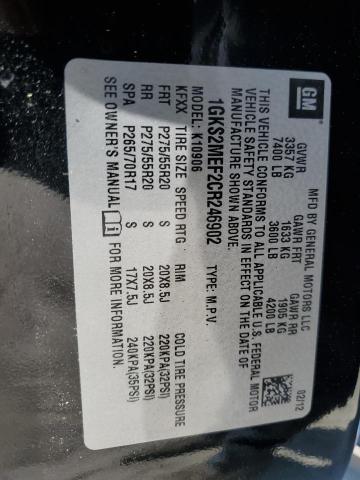 GM
MFD BY GENERAL MOTORS LLC 02/12
GVWR GAWR FRT GAWR RR
3357 KG 1633 KG 1905 KG
7400 LB 3600 LB 4200 LB
THIS VEHICLE CONFORMS TO ALL APPLICABLE U.S. FEDERAL MOTOR
VEHICLE SAFETY STANDARDS IN EFFECT ON THE DATE OF
MANUFACTURE SHOWN ABOVE.
1GKS2MEF2CR246902 TYPE: M.P.V.
MODEL: K10906
KFXX TIRE SIZE SPEED RTG RIM COLD TIRE PRESSURE
FRT P275/55R20 S 20X8.5J 220KPA(32PSI)
RR P275/55R20 S 20X8.5J 220KPA(32PSI)
SPA P265/70R17 S 17X7.5J 240KPA(35PSI)
SEE OWNER'S MANUAL FOR MORE INFORMATION.